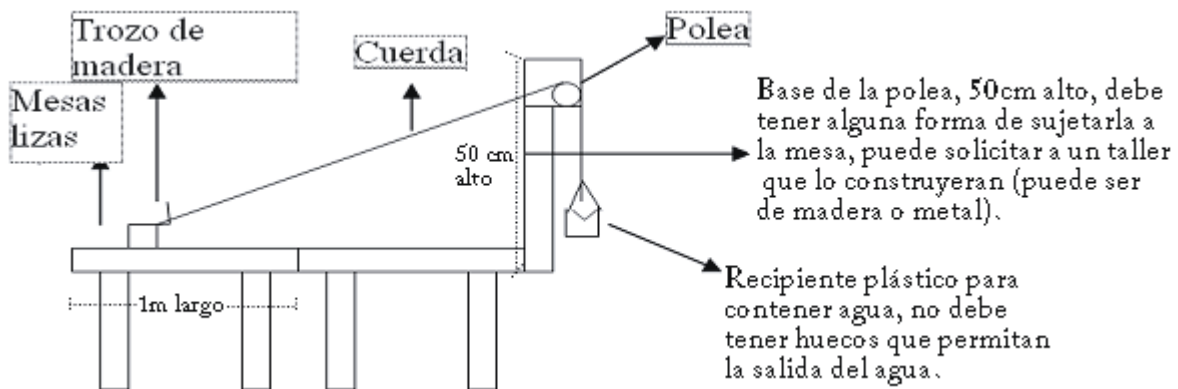 Trozo de
madera
Cuerda
Polea
Mesas
lizas
50 cm
alto
Base de la polea, 50cm alto, debe
tener alguna forma de sujetarla a
la mesa, puede solicitar a un taller
que lo construyeran (puede ser
de madera o metal).
1m largo
Recipiente plástico para
contener agua, no debe
tener huecos que permitan
la salida del agua.